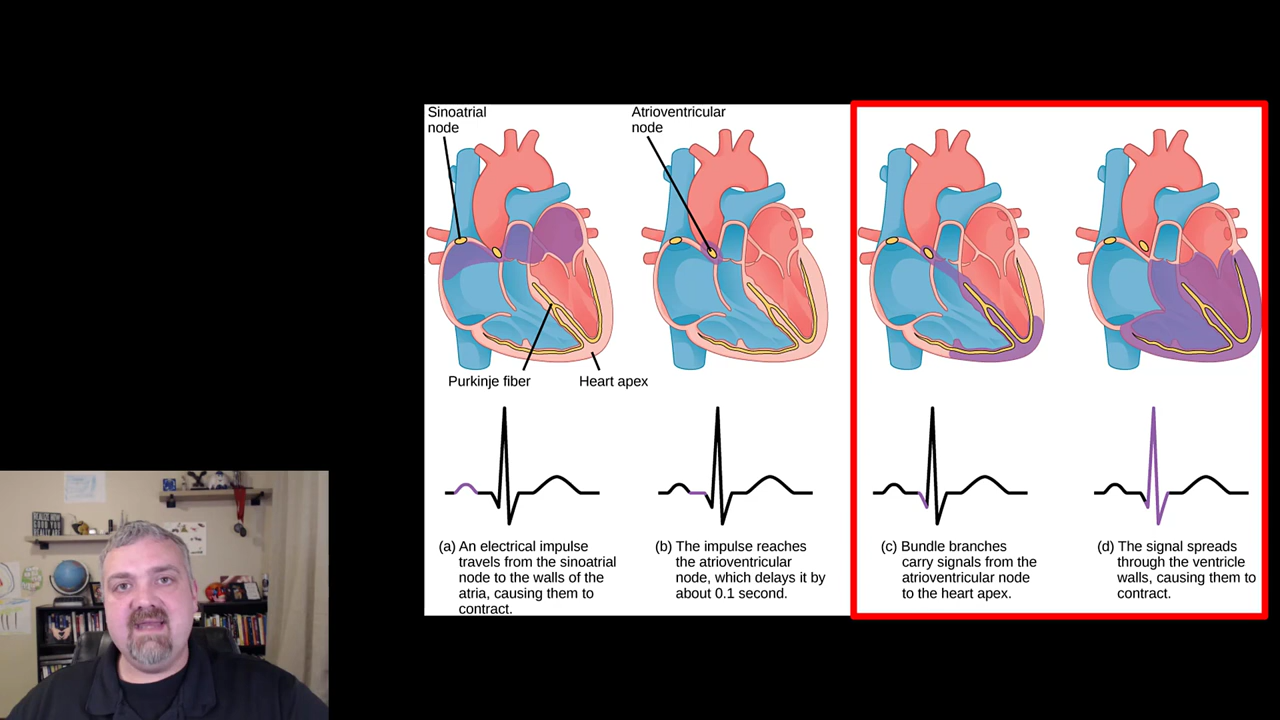 Sinoatrial
node
Atrioventricular
node
Purkinje fiber
Heart apex
(a) An electrical impulse
travels from the sinoatrial
node to the walls of the
atria, causing them to
contract.
(b) The impulse reaches
the atrioventricular
node, which delays it by
about 0.1 second.
(c) Bundle branches
carry signals from the
atrioventricular node
to the heart apex.
(d) The signal spreads
through the ventricle
walls, causing them to
contract.